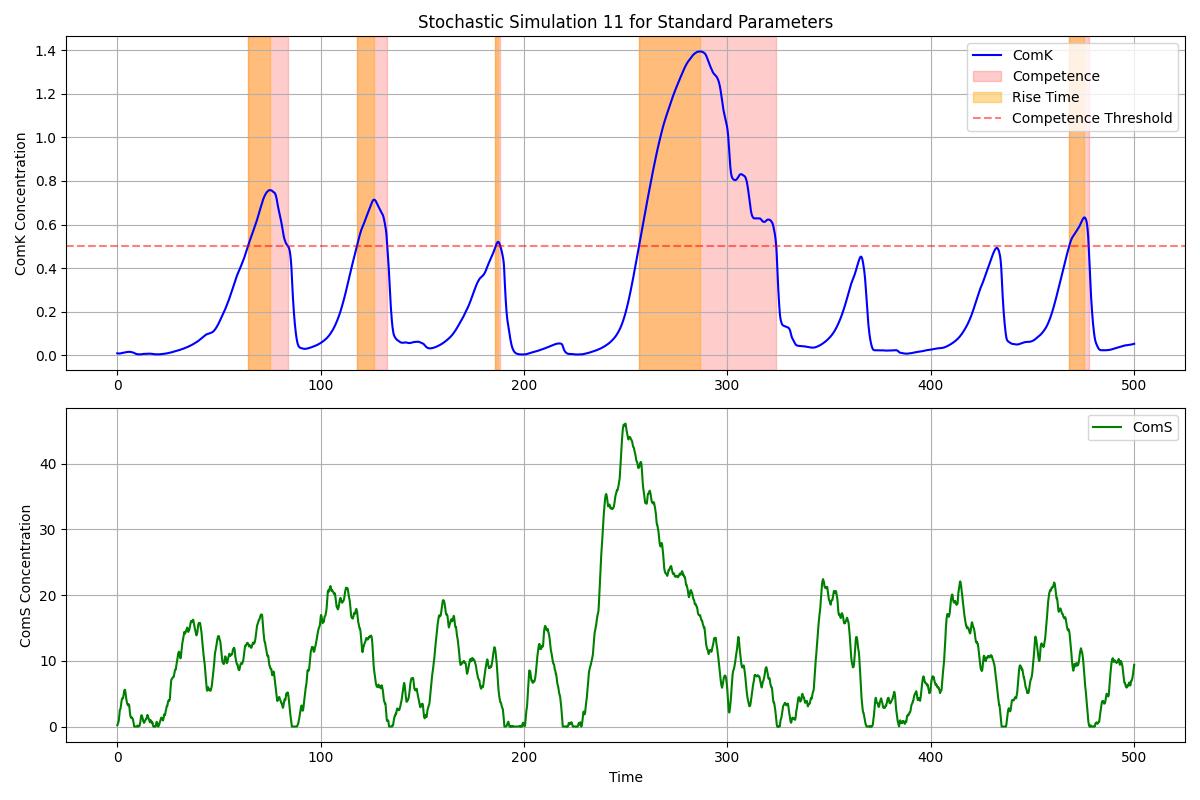 Stochastic Simulation 11 for Standard Parameters
ComK Concentration
1.4
1.2
1.0
0.8
0.6
0.4
0.2
0.0
ComK
Competence
Rise Time
Competence Threshold
0 100 200 300 400 500
ComS Concentration
40
30
20
10
0
ComS
0 100 200 300 400 500
Time